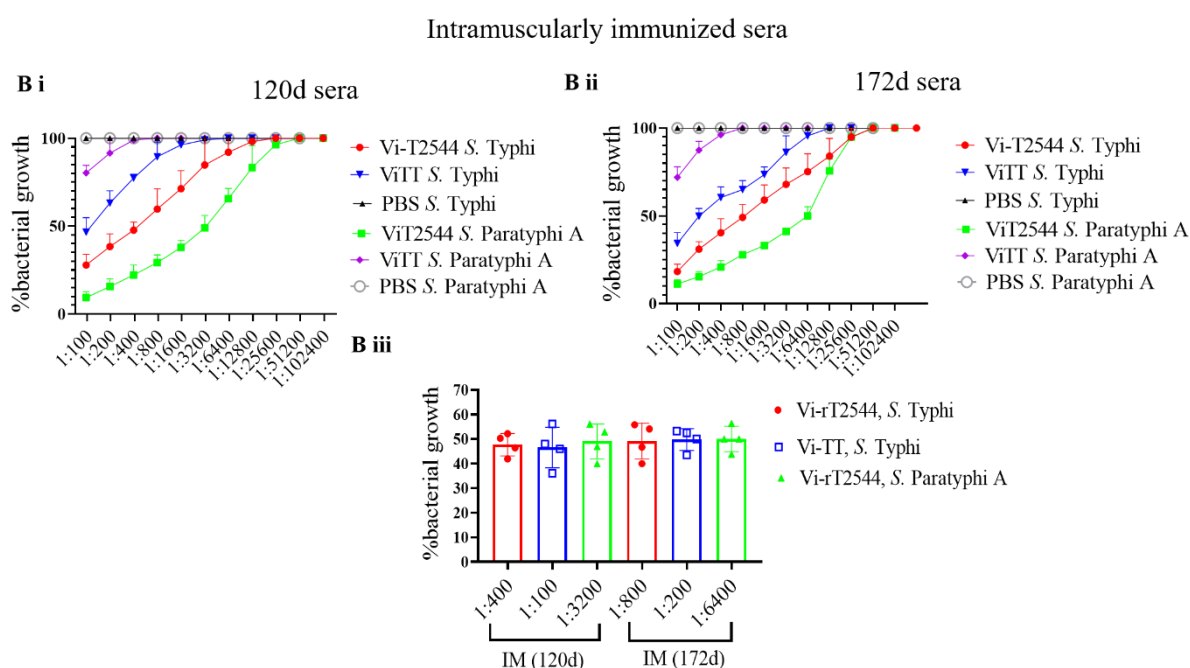 Intramuscularly immunized sera
B i
120d sera
%bacterial growth
100
50
0
1:100
1:200
1:400
1:800
1:1600
1:3200
1:6400
1:12800
1:25600
1:51200
1:102400
Vi-T2544 S. Typhi
ViTT S. Typhi
PBS S. Typhi
ViT2544 S. Paratyphi A
ViTT S. Paratyphi A
PBS S. Paratyphi A
B ii
172d sera
%bacterial growth
100
50
0
1:100
1:200
1:400
1:800
1:1600
1:3200
1:6400
1:12800
1:25600
1:51200
1:102400
Vi-T2544 S. Typhi
ViTT S. Typhi
PBS S. Typhi
ViT2544 S. Paratyphi A
ViTT S. Paratyphi A
PBS S. Paratyphi A
B iii
%bacterial growth
70
60
50
40
30
20
10
0
1:400
1:100
1:3200
1:800
1:200
1:6400
IM (120d)
IM (172d)
Vi-rT2544, S. Typhi
Vi-TT, S. Typhi
Vi-rT2544, S. Paratyphi A